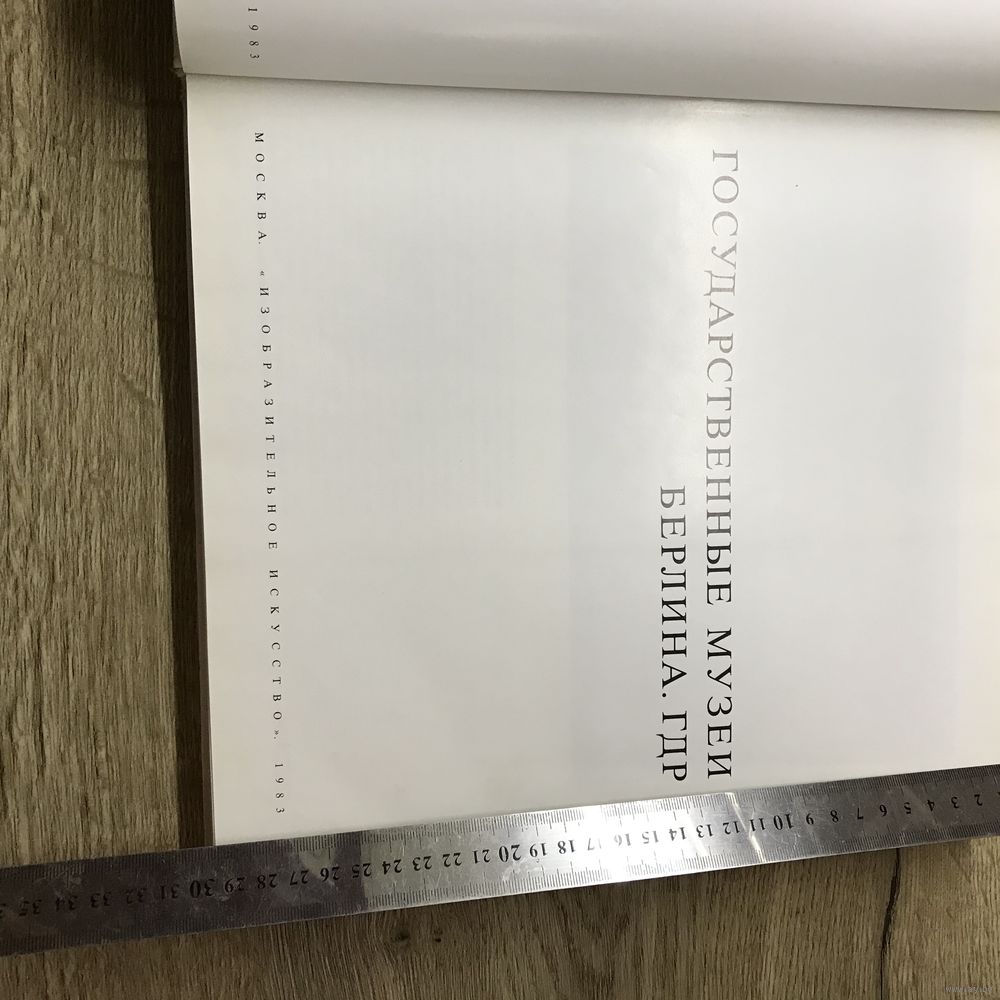 ГОСУДАРСТВЕННЫЕ МУЗЕИ
БЕРЛИНА. ГДР
МОСКВА. «ИЗОБРАЗИТЕЛЬНОЕ ИСКУССТВО». 1983
1983
2 3 4 5 6 7 8 9 10 11 12 13 14 15 16 17 18 19 20 21 22 23 24 25 26 27 28 29 30 31 32 33 34 35